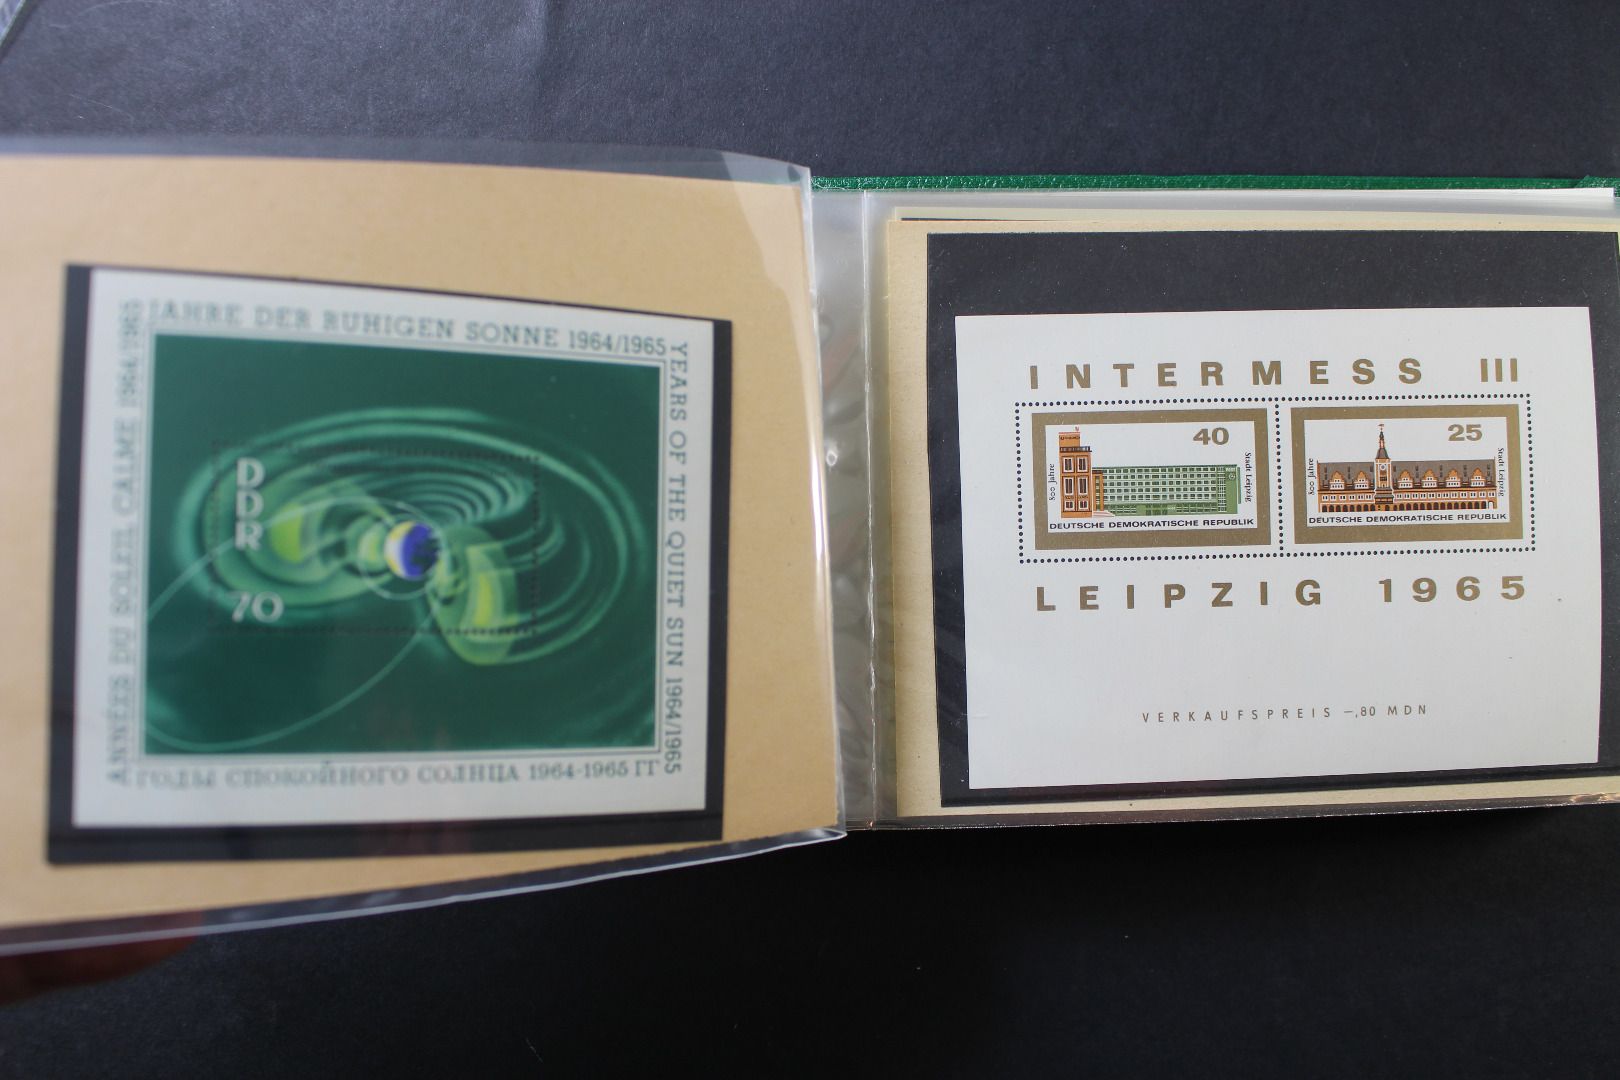 JAHRE DER RUHIGEN SONNE 1964/1965
YEARS OF THE QUIET SUN 1964/1965
ANNÉES DU SOLEIL CALME 1964/1965
ГОДЫ СПОКОЙНОГО СОЛНЦА 1964-1965 ГГ
DDR
70
INTERMESS III
40
800 Jahre
Stadt Leipzig
DEUTSCHE DEMOKRATISCHE REPUBLIK
25
800 Jahre
Stadt Leipzig
DEUTSCHE DEMOKRATISCHE REPUBLIK
LEIPZIG 1965
VERKAUFSPREIS -,80 MDN